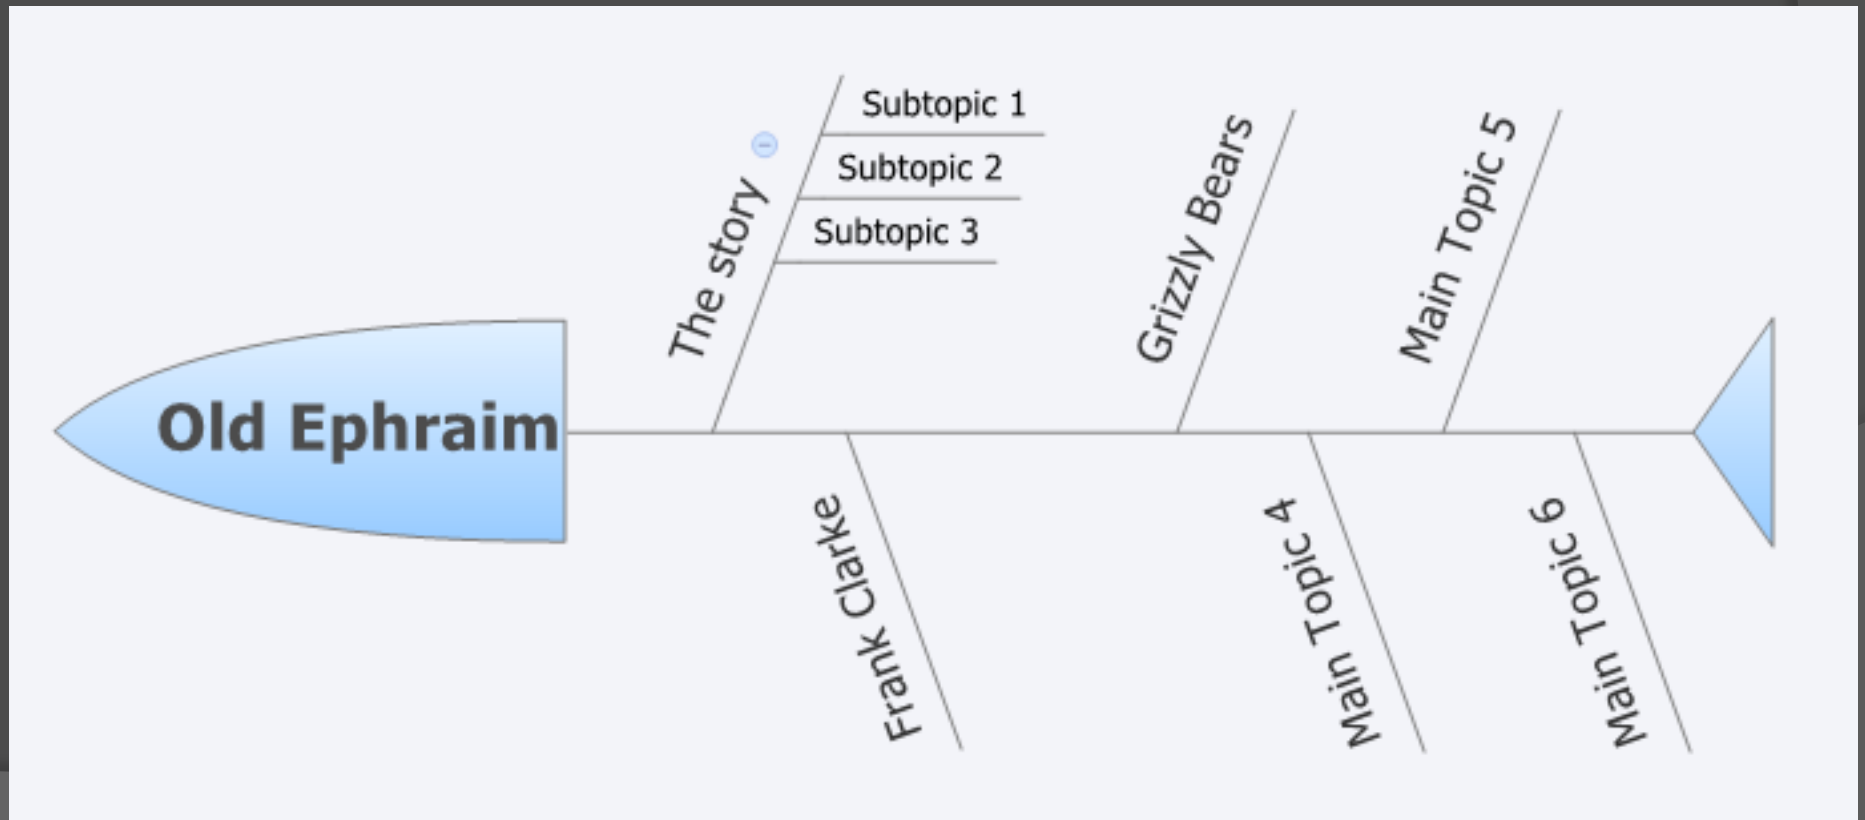 Old Ephraim
The story
Subtopic 1
Subtopic 2
Subtopic 3
Frank Clarke
Grizzly Bears
Main Topic 4
Main Topic 5
Main Topic 6